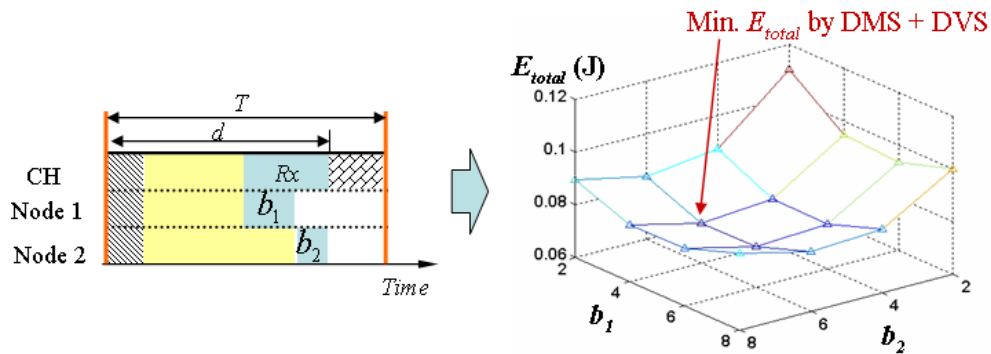 T
d
CH
Rx
Node 1
b1
Node 2
b2
Time
Min. Etotal by DMS + DVS
Etotal (J)
0.12
0.1
0.08
0.06
2
4
6
8
b1
8
6
4
2
b2